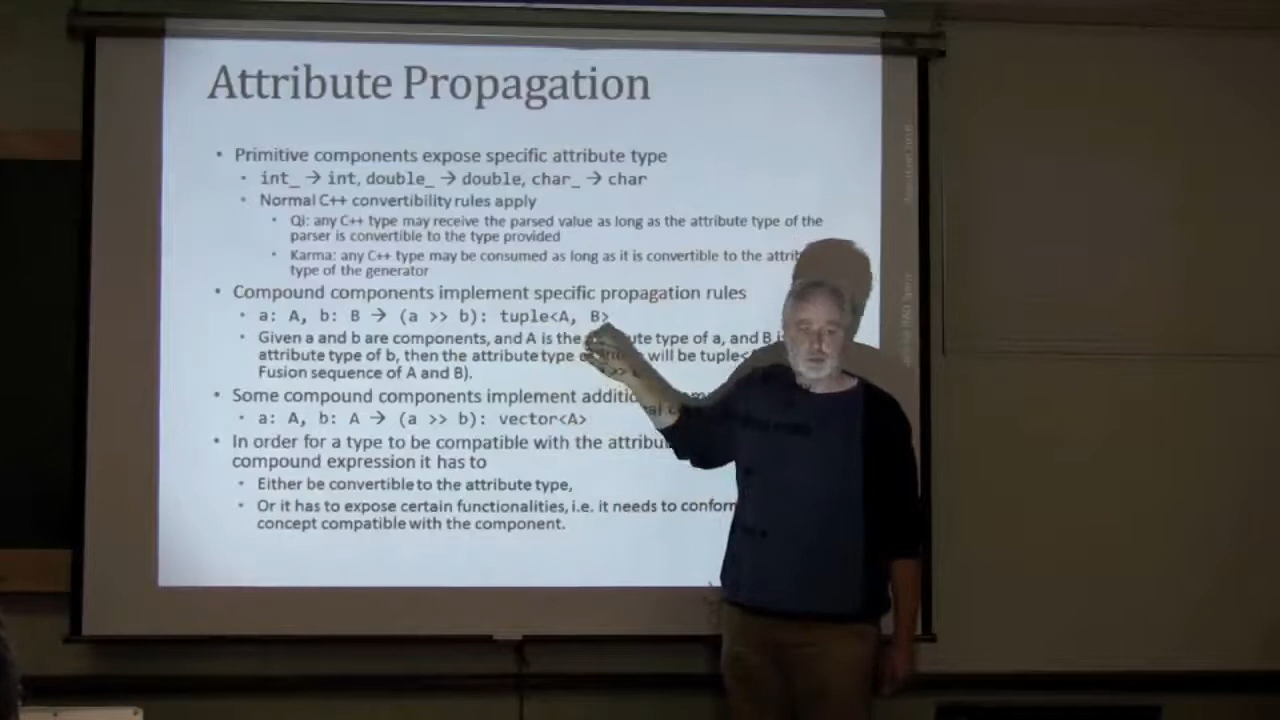 Attribute Propagation
• Primitive components expose specific attribute type
• int_ → int, double_ → double, char_ → char
• Normal C++ convertibility rules apply
• Qi: any C++ type may receive the parsed value as long as the attribute type of the
parser is convertible to the type provided
• Karma: any C++ type may be consumed as long as it is convertible to the
type of the generator
• Compound components implement specific propagation rules
• a: A, b: B → (a >> b): tuple<A, B>
• Given a and b are components, and A is the type of a, and B
attribute type of b, then the attribute type will be
Fusion sequence of A and B).
• Some compound components implement
• a: A, b: A → (a >> b): vector<A>
• In order for a type to be compatible with the
compound expression it has to
• Either be convertible to the attribute type,
• Or it has to expose certain functionalities, i.e. it needs to
concept compatible with the component.